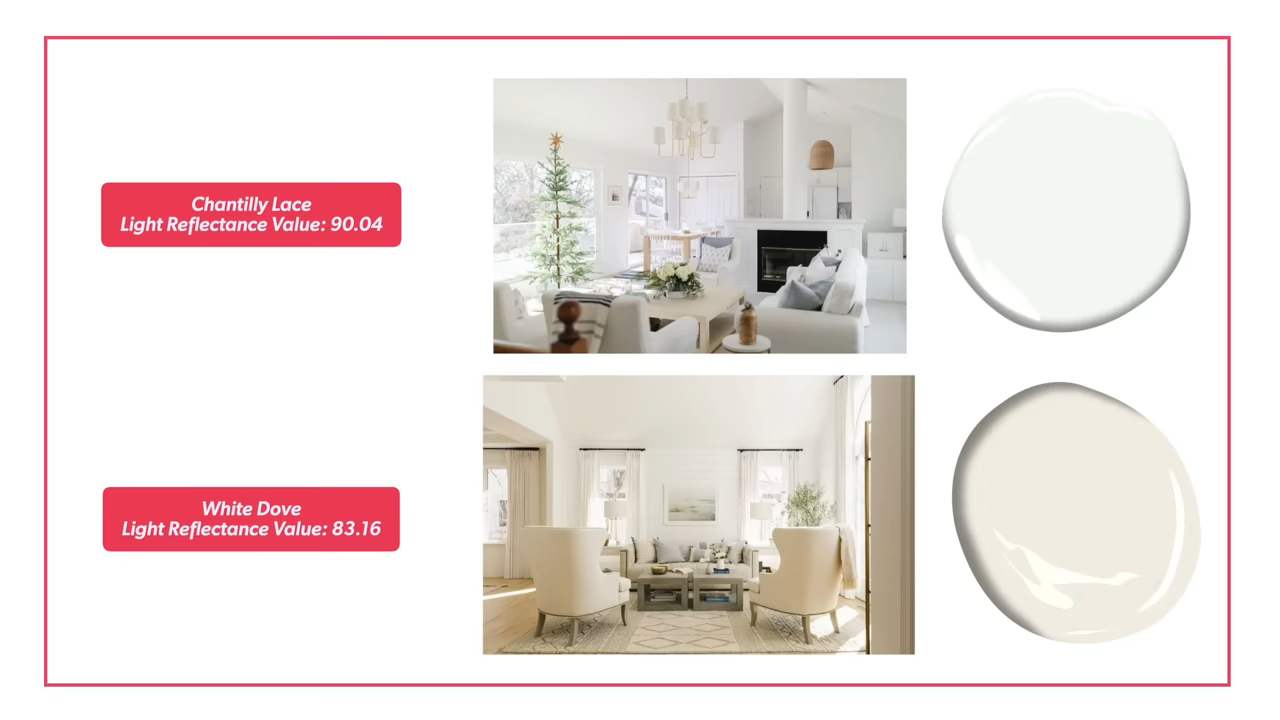 Chantilly Lace
Light Reflectance Value: 90.04
White Dove
Light Reflectance Value: 83.16